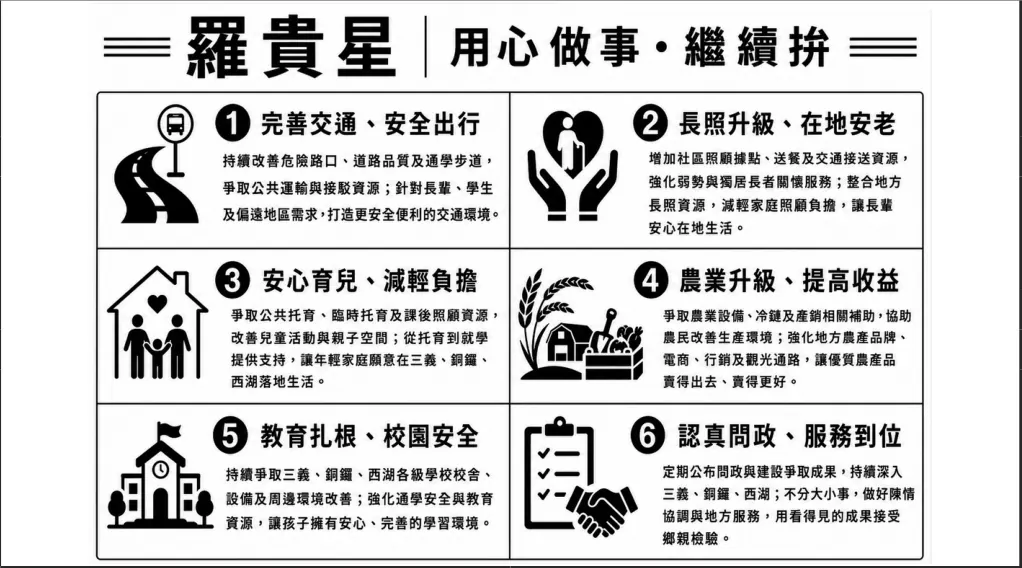 羅貴星
用心做事・繼續拚
1 完善交通、安全出行
持續改善危險路口、道路品質及通學步道，
爭取公共運輸與接駁資源；針對長輩、學生
及偏遠地區需求，打造更安全便利的交通環境。
2 長照升級、在地安老
增加社區照顧據點、送餐及交通接送資源，
強化弱勢與獨居長者關懷服務；整合地方
長照資源，減輕家庭照顧負擔，讓長輩
安心在地生活。
3 安心育兒、減輕負擔
爭取公共托育、臨時托育及課後照顧資源，
改善兒童活動與親子空間；從托育到就學
提供支持，讓年輕家庭願意在三義、銅鑼、
西湖落地生活。
4 農業升級、提高收益
爭取農業設備、冷鏈及產銷相關補助，協助
農民改善生產環境；強化地方農產品牌、
電商、行銷及觀光通路，讓優質農產品
賣得出去、賣得更好。
5 教育扎根、校園安全
持續爭取三義、銅鑼、西湖各級學校校舍、
設備及周邊環境改善；強化通學安全與教育
資源，讓孩子擁有安心、完善的學習環境。
6 認真問政、服務到位
定期公布問政與建設爭取成果，持續深入
三義、銅鑼、西湖；不分大小事，做好陳情
協調與地方服務，用看得見的成果接受
鄉親檢驗。